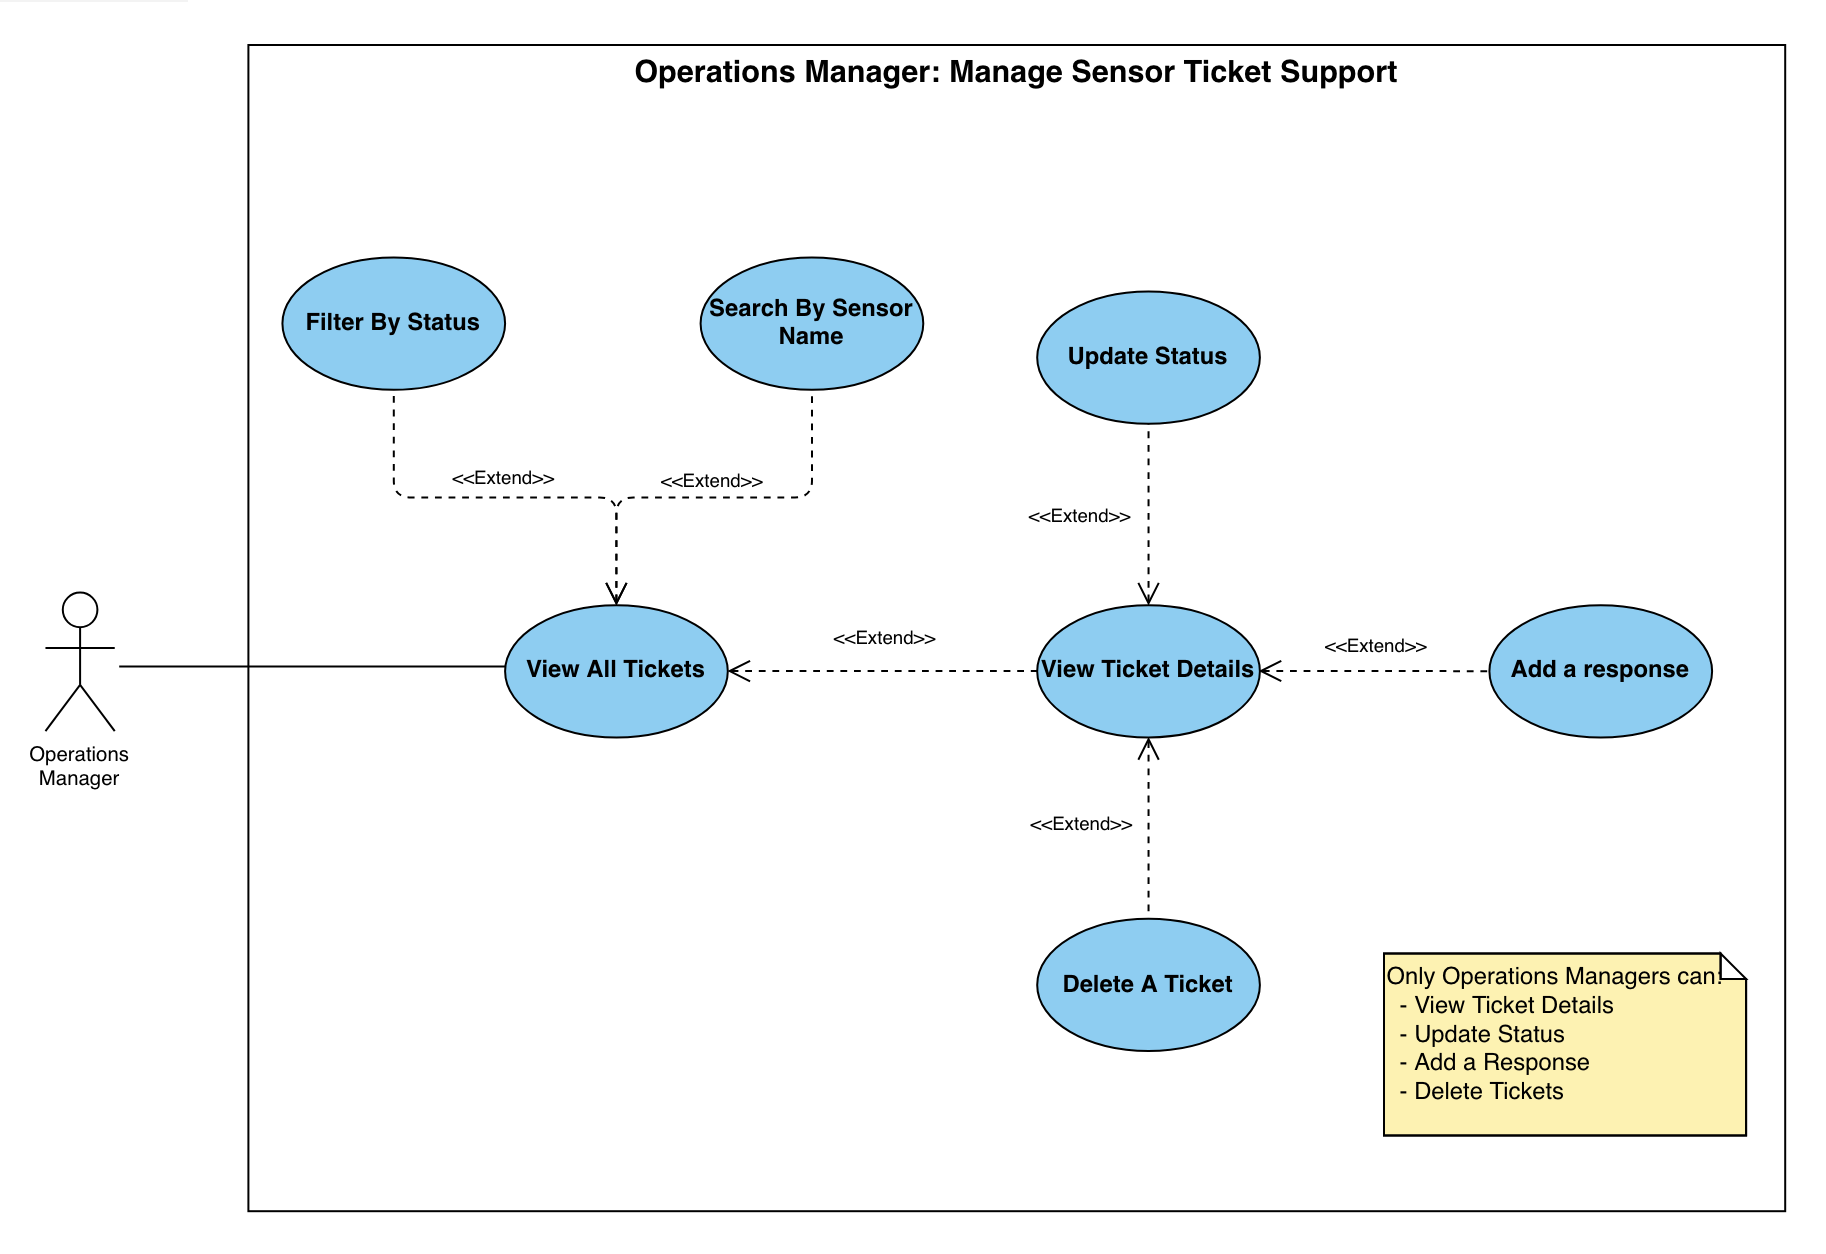 Operations Manager: Manage Sensor Ticket Support
Filter By Status
Search By Sensor
Name
Update Status
<<Extend>>
<<Extend>>
<<Extend>>
View All Tickets
<<Extend>>
View Ticket Details
<<Extend>>
Add a response
Operations
Manager
<<Extend>>
Delete A Ticket
Only Operations Managers can:
- View Ticket Details
- Update Status
- Add a Response
- Delete Tickets